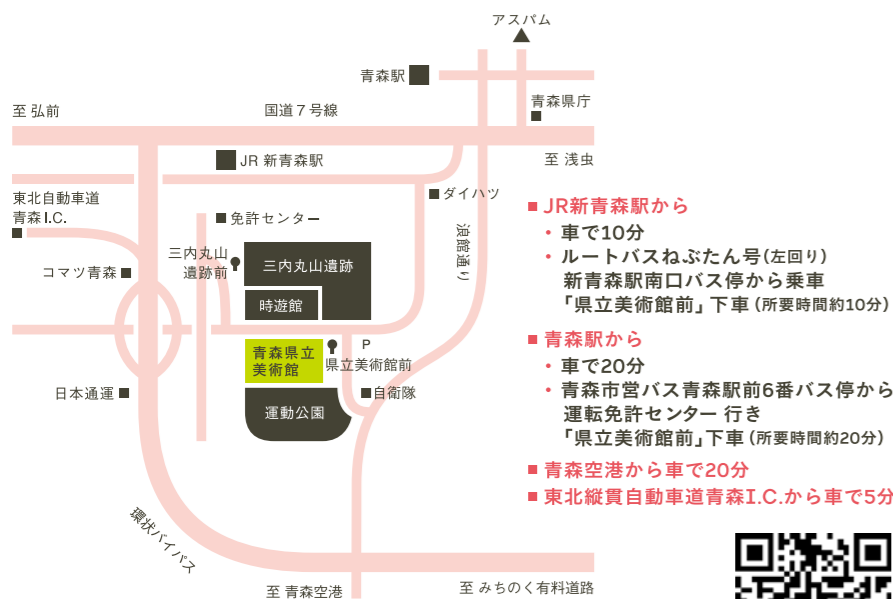 アスパム
青森駅
青森県庁
至 弘前
国道7号線
至 浅虫
JR 新青森駅
ダイハツ
東北自動車道
青森I.C.
免許センター
浪館通り
三内丸山
遺跡前
三内丸山遺跡
コマツ青森
時遊館
青森県立
美術館
P
県立美術館前
日本通運
自衛隊
運動公園
環状バイパス
至 青森空港
至 みちのく有料道路
■ JR新青森駅から
・車で10分
・ルートバスねぶたん号(左回り)
新青森駅南口バス停から乗車
「県立美術館前」下車(所要時間約10分)
■ 青森駅から
・車で20分
・青森市営バス青森駅前6番バス停から
運転免許センター 行き
「県立美術館前」下車(所要時間約20分)
■ 青森空港から車で20分
■ 東北縦貫自動車道青森I.C.から車で5分